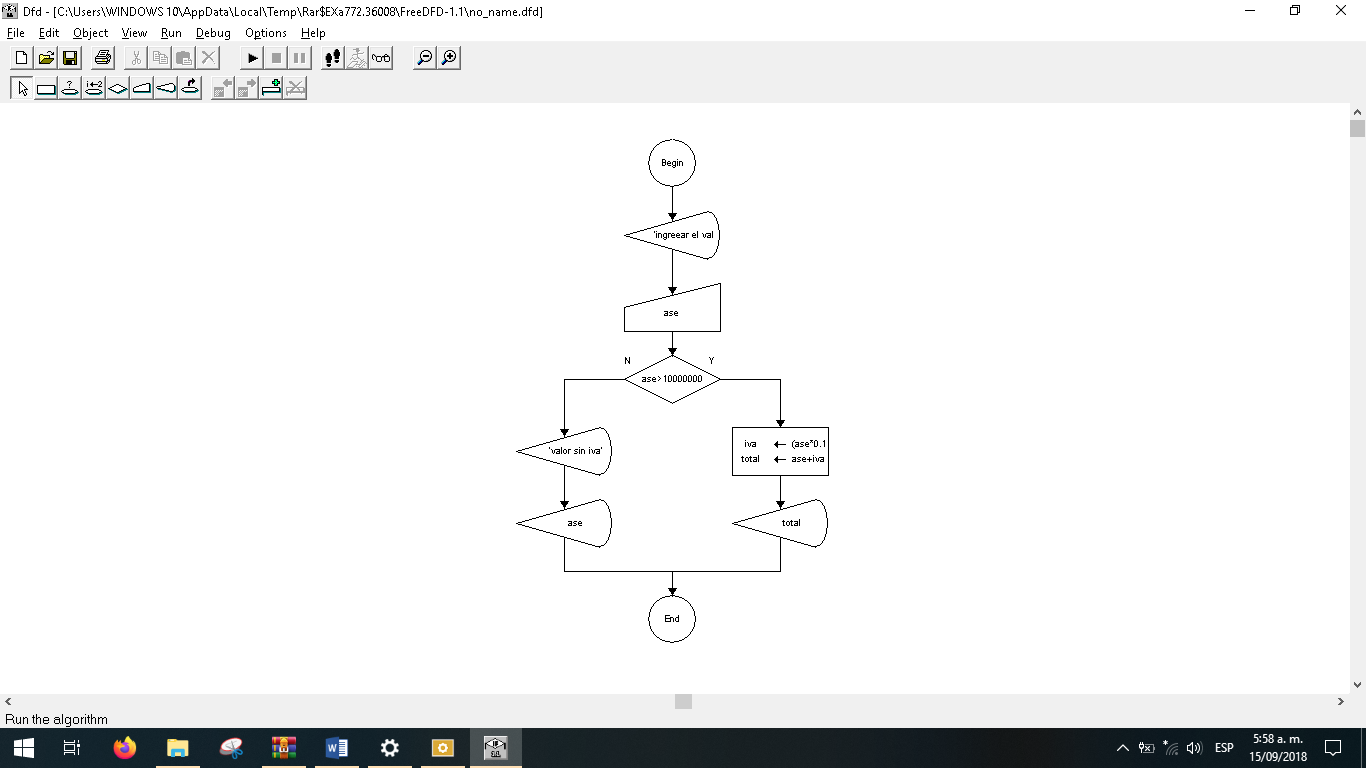 Dfd - [C:\Users\WINDOWS 10\AppData\Local\Temp\Rar$EXa772.36008\FreeDFD-1.1\no_name.dfd]
File Edit Object View Run Debug Options Help
Begin
'ingreear el val
ase
N Y
ase>10000000
'valor sin iva'
iva ← (ase*0.1
total ← ase+iva
ase
total
End
Run the algorithm
ESP
5:58 a. m.
15/09/2018